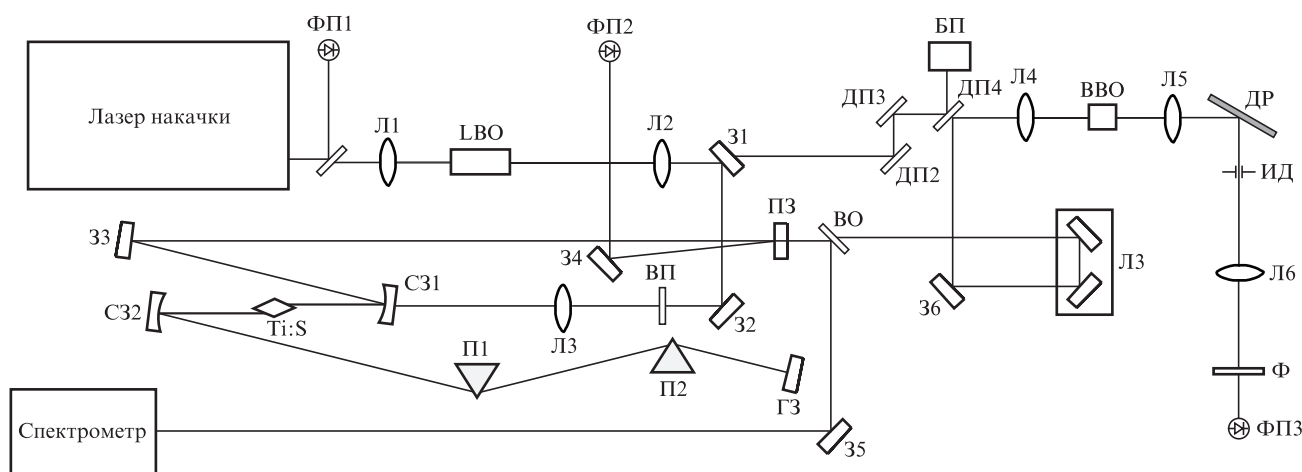 ФП1
ФП2
БП
Л4
ВВО
Л5
ДР
ДП3
ДП4
Лазер накачки
Л1
LBO
Л2
З1
ДП2
ИД
ПЗ
ВО
З3
З4
Л3
СЗ1
ВП
З6
Л6
СЗ2
Ti:S
Л3
З2
П1
П2
ГЗ
Ф
Спектрометр
З5
ФП3